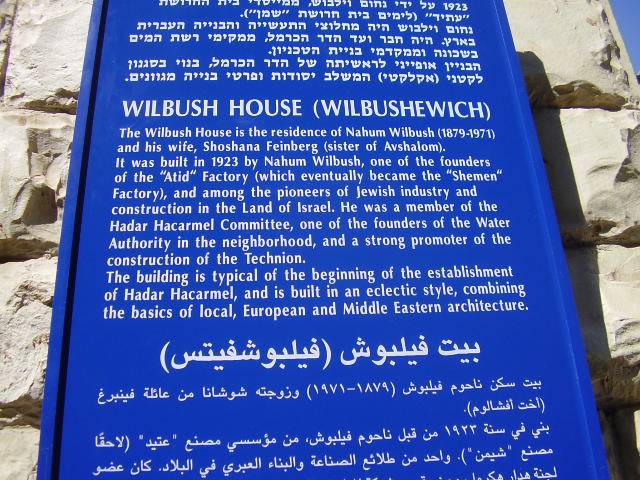 1923 על ידי נחום וילבוש, ממייסדי בית החרושת
"עתיד" (לימים בית חרושת "שמן").
נחום וילבוש היה מחלוצי התעשייה והבנייה העברית
בארץ. היה חבר ועד הדר הכרמל, ממקימי רשת המים
בשכונה וממקדמי בניית הטכניון.
הבניין אופייני לראשיתה של הדר הכרמל, בנוי בסגנון
לקטני (אקלקטי) המשלב יסודות ופרטי בנייה מגוונים.
WILBUSH HOUSE (WILBUSHEWICH)
The Wilbush House is the residence of Nahum Wilbush (1879-1971)
and his wife, Shoshana Feinberg (sister of Avshalom).
It was built in 1923 by Nahum Wilbush, one of the founders
of the "Atid" Factory (which eventually became the "Shemen"
Factory), and among the pioneers of Jewish industry and
construction in the Land of Israel. He was a member of the
Hadar Hacarmel Committee, one of the founders of the Water
Authority in the neighborhood, and a strong promoter of the
construction of the Technion.
The building is typical of the beginning of the establishment
of Hadar Hacarmel, and is built in an eclectic style, combining
the basics of local, European and Middle Eastern architecture.
بيت فيلبوش (فيلبوشفيتس)
بيت سكن ناحوم فيلبوش (١٨٧٩-١٩٧١) وزوجته شوشانا من عائلة فينبرغ
(أخت أفشالوم).
بني في سنة ١٩٢٣ من قبل ناحوم فيلبوش، من مؤسسي مصنع "عتيد" (لاحقًا
مصنع "شيمن"). واحد من طلائع الصناعة والبناء العبري في البلاد. كان عضو
لجنة هدار هكرمل